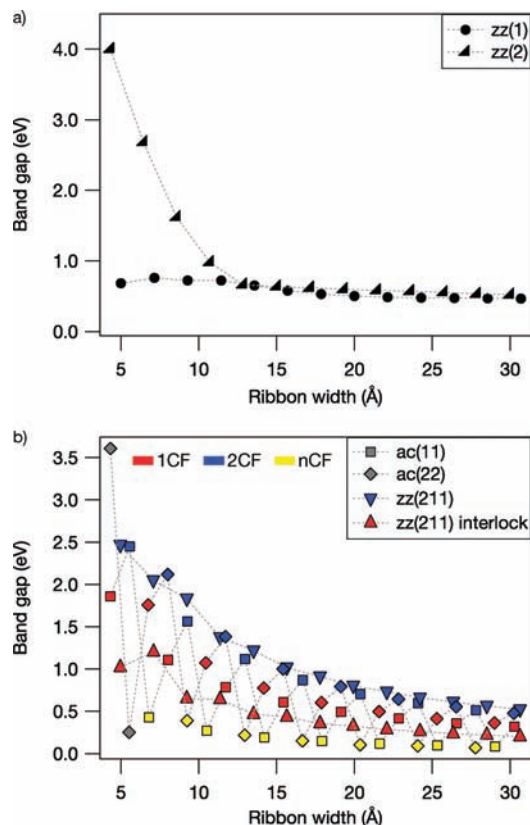 a)
zz(1)
zz(2)
4.0
3.0
2.0
1.0
0.0
Band gap (eV)
5 10 15 20 25 30
Ribbon width (Å)
b)
1CF 2CF nCF
ac(11)
ac(22)
zz(211)
zz(211) interlock
3.5
3.0
2.5
2.0
1.5
1.0
0.5
0.0
Band gap (eV)
5 10 15 20 25 30
Ribbon width (Å)